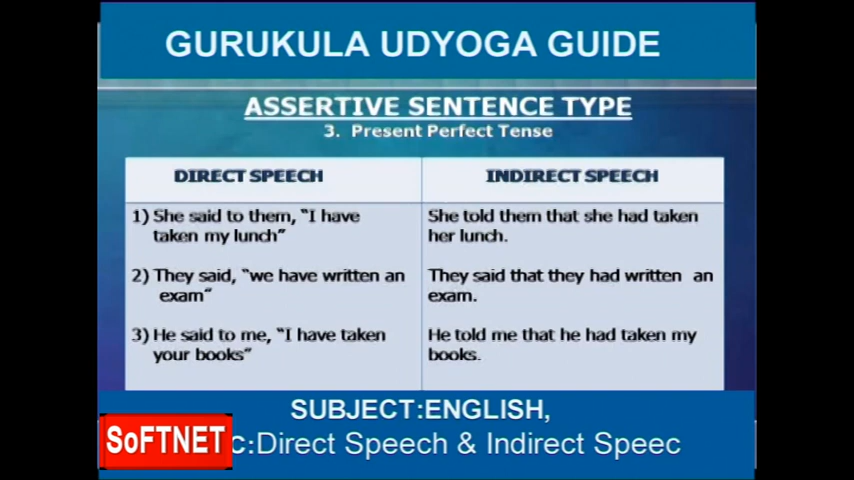 GURUKULA UDYOGA GUIDE
ASSERTIVE SENTENCE TYPE
3. Present Perfect Tense
DIRECT SPEECH
INDIRECT SPEECH
1) She said to them, "I have
taken my lunch"
She told them that she had taken
her lunch.
2) They said, "we have written an
exam"
They said that they had written an
exam.
3) He said to me, "I have taken
your books"
He told me that he had taken my
books.
SUBJECT:ENGLISH,
C:Direct Speech & Indirect Speec
SoFTNET